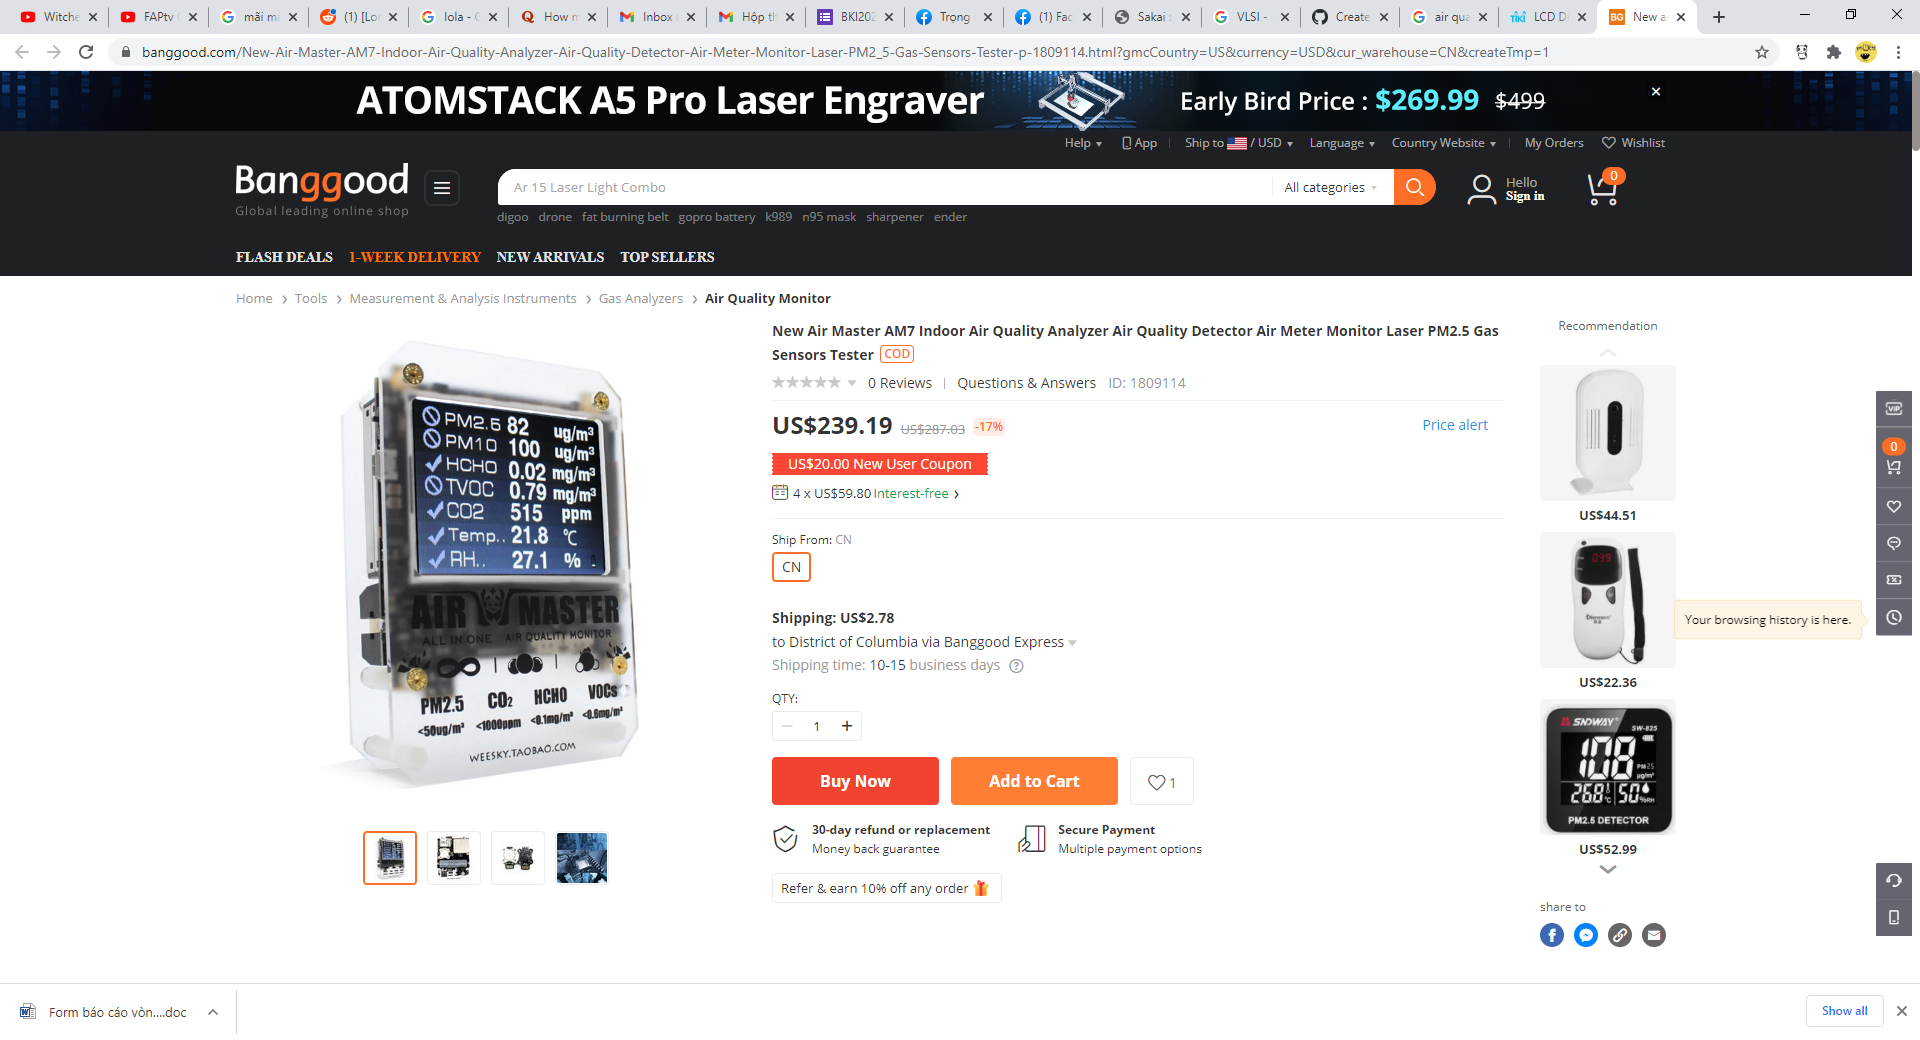 Witche
FAPtv
mãi m
(1) [Lo
lola - G
How m
Inbox
Hộp th
BKI202
Trọng
(1) Fac
Sakai :
VLSI -
Create
air qua
TIKI LCD D
BG New a
banggood.com/New-Air-Master-AM7-Indoor-Air-Quality-Analyzer-Air-Quality-Detector-Air-Meter-Monitor-Laser-PM2_5-Gas-Sensors-Tester-p-1809114.html?gmcCountry=US&currency=USD&cur_warehouse=CN&createTmp=1
ATOMSTACK A5 Pro Laser Engraver Early Bird Price : $269.99 $499
Help App Ship to / USD Language Country Website My Orders Wishlist
Banggood
Global leading online shop
Ar 15 Laser Light Combo All categories
Hello
Sign in
0
digoo drone fat burning belt gopro battery k989 n95 mask sharpener ender
FLASH DEALS 1-WEEK DELIVERY NEW ARRIVALS TOP SELLERS
Home > Tools > Measurement & Analysis Instruments > Gas Analyzers > Air Quality Monitor
PM2.5 82 ug/m³
PM10 100 ug/m³
HCHO 0.02 mg/m³
TVOC 0.79 mg/m³
CO2 515 ppm
Temp.. 21.8 ℃
RH.. 27.1 %
AIR MASTER
ALL IN ONE AIR QUALITY MONITOR
PM2.5 CO₂ HCHO VOCs
<50ug/m³ <1000ppm <0.1mg/m³ <0.6mg/m³
WEESKY.TAOBAO.COM
New Air Master AM7 Indoor Air Quality Analyzer Air Quality Detector Air Meter Monitor Laser PM2.5 Gas
Sensors Tester COD
0 Reviews | Questions & Answers ID: 1809114
US$239.19 US$287.03 -17% Price alert
US$20.00 New User Coupon
4 x US$59.80 Interest-free >
Ship From: CN
CN
Shipping: US$2.78
to District of Columbia via Banggood Express
Shipping time: 10-15 business days ?
QTY:
− 1 +
Buy Now Add to Cart 1
30-day refund or replacement
Money back guarantee
Secure Payment
Multiple payment options
Refer & earn 10% off any order
Recommendation
US$44.51
US$22.36
SNDWAY
SW-825
108 PM2.5 µg/m³
26.8 ℃ 50 %RH
PM2.5 DETECTOR
US$52.99
share to
VIP
0
Your browsing history is here.
Form báo cáo vòn....doc
Show all